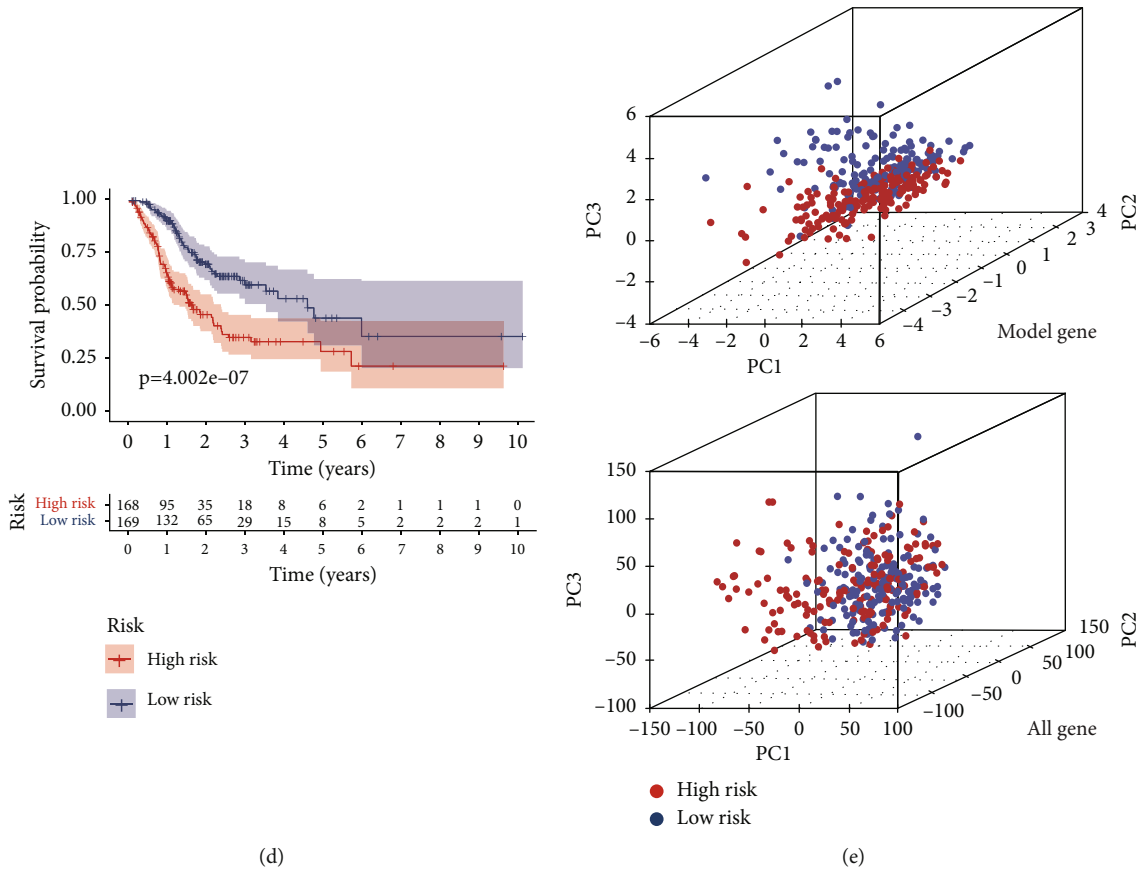 1.00
0.75
0.50
0.25
0.00
Survival probability
p=4.002e−07
0 1 2 3 4 5 6 7 8 9 10
Time (years)
Risk
High risk 168 95 35 18 8 6 2 1 1 1 0
Low risk 169 132 65 29 15 8 5 2 2 2 1
0 1 2 3 4 5 6 7 8 9 10
Time (years)
Risk
High risk
Low risk
(d)
6
4
2
0
−2
−4
PC3
−6 −4 −2 0 2 4 6
PC1
−4 −3 −2 −1 0 1 2 3 4
PC2
Model gene
150
100
50
0
−50
−100
PC3
−150 −100 −50 0 50 100
PC1
−100 −50 0 50 100 150
PC2
All gene
High risk
Low risk
(e)